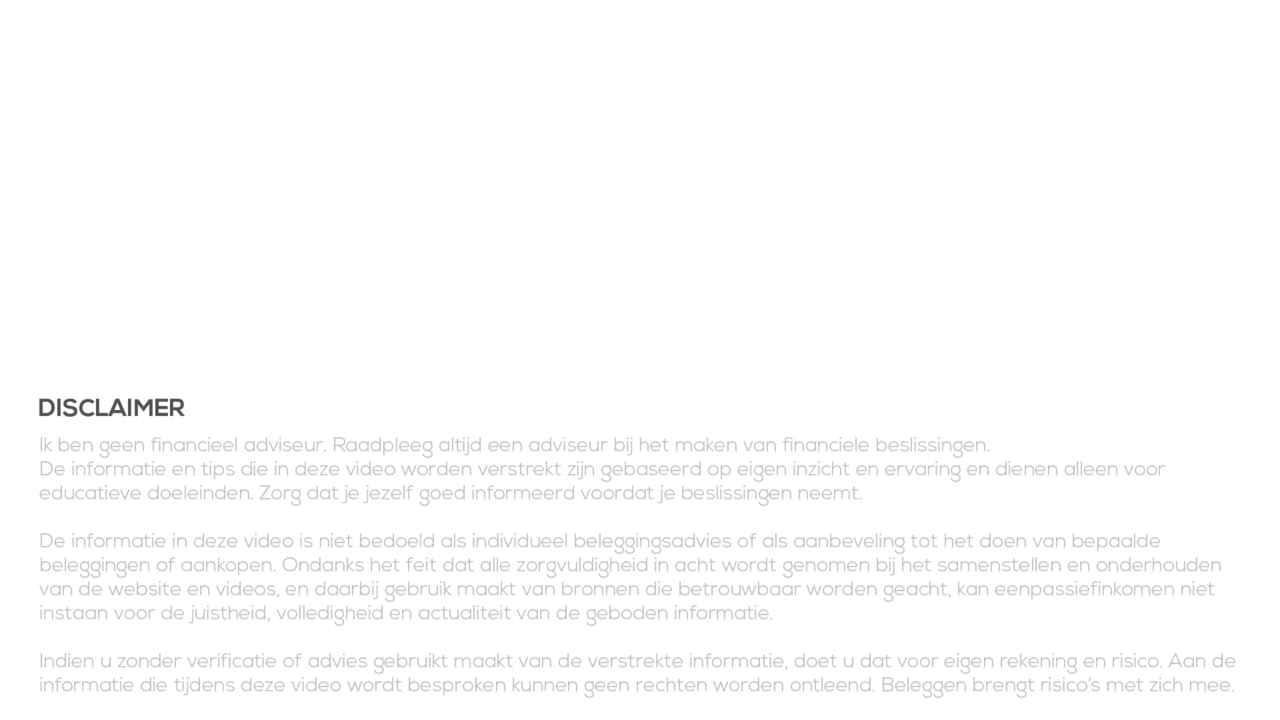 DISCLAIMER
Ik ben geen financieel adviseur. Raadpleeg altijd een adviseur bij het maken van financiele beslissingen.
De informatie en tips die in deze video worden verstrekt zijn gebaseerd op eigen inzicht en ervaring en dienen alleen voor
educatieve doeleinden. Zorg dat je jezelf goed informeerd voordat je beslissingen neemt.
De informatie in deze video is niet bedoeld als individueel beleggingsadvies of als aanbeveling tot het doen van bepaalde
beleggingen of aankopen. Ondanks het feit dat alle zorgvuldigheid in acht wordt genomen bij het samenstellen en onderhouden
van de website en videos, en daarbij gebruik maakt van bronnen die betrouwbaar worden geacht, kan eenpassiefinkomen niet
instaan voor de juistheid, volledigheid en actualiteit van de geboden informatie.
Indien u zonder verificatie of advies gebruikt maakt van de verstrekte informatie, doet u dat voor eigen rekening en risico. Aan de
informatie die tijdens deze video wordt besproken kunnen geen rechten worden ontleend. Beleggen brengt risico's met zich mee.